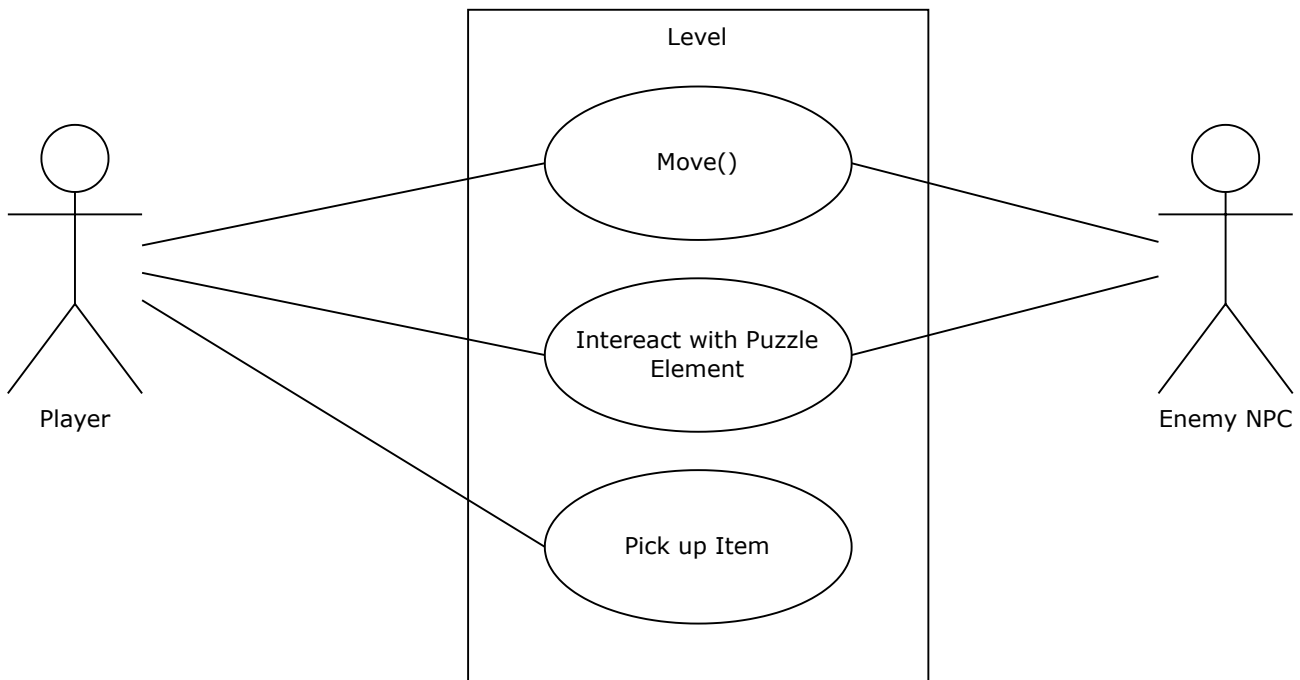 Level
Move()
Intereact with Puzzle
Element
Player
Enemy NPC
Pick up Item